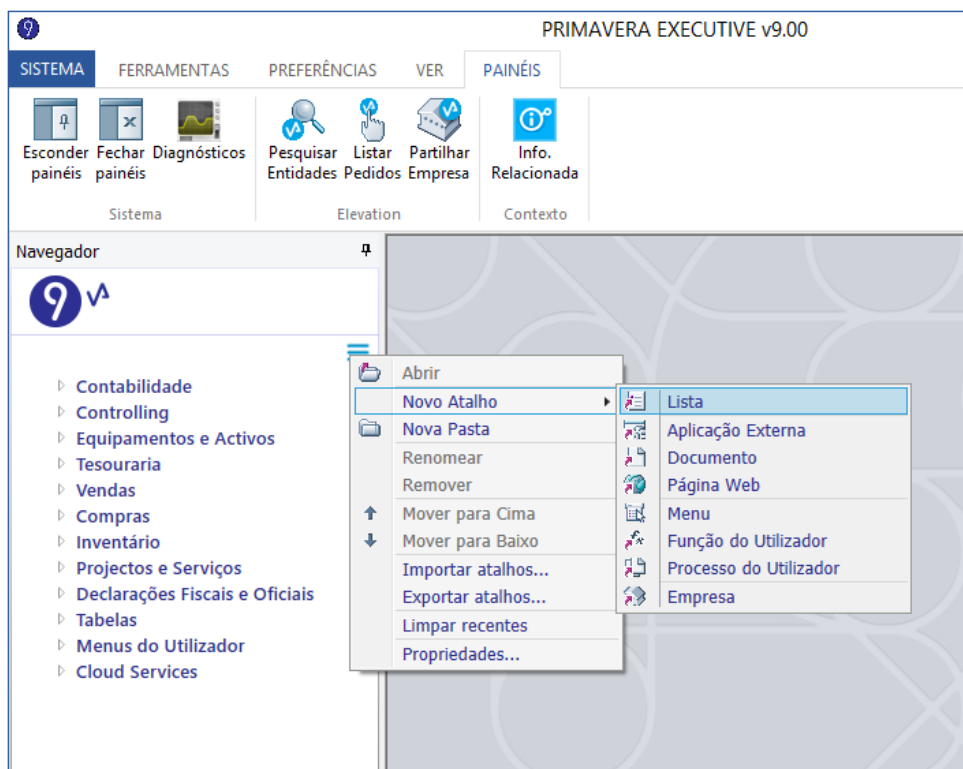 PRIMAVERA EXECUTIVE v9.00
SISTEMA FERRAMENTAS PREFERÊNCIAS VER PAINÉIS
Esconder painéis
Fechar painéis
Diagnósticos
Pesquisar Entidades
Listar Pedidos
Partilhar Empresa
Info. Relacionada
Sistema Elevation Contexto
Navegador
9
Contabilidade
Controlling
Equipamentos e Activos
Tesouraria
Vendas
Compras
Inventário
Projectos e Serviços
Declarações Fiscais e Oficiais
Tabelas
Menus do Utilizador
Cloud Services
Abrir
Novo Atalho
Nova Pasta
Renomear
Remover
Mover para Cima
Mover para Baixo
Importar atalhos...
Exportar atalhos...
Limpar recentes
Propriedades...
Lista
Aplicação Externa
Documento
Página Web
Menu
Função do Utilizador
Processo do Utilizador
Empresa